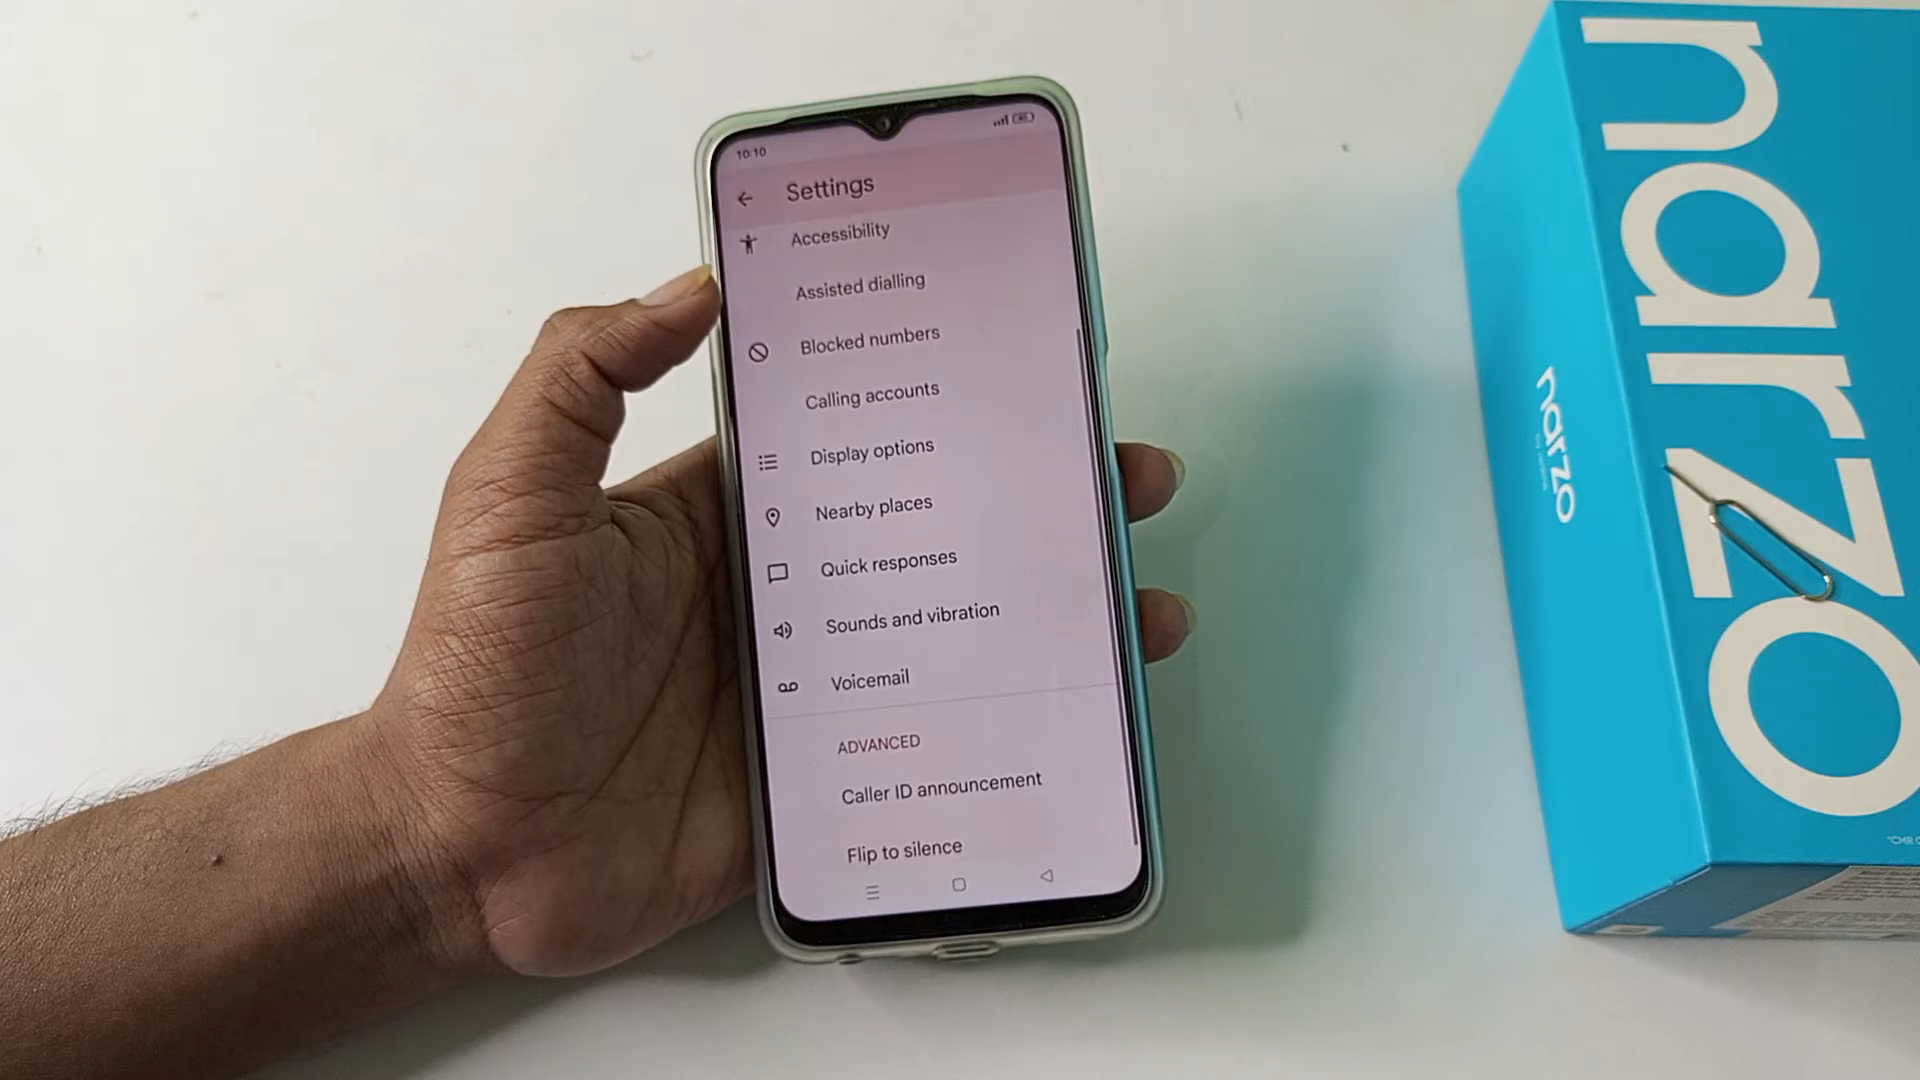 10:10
Settings
Accessibility
Assisted dialling
Blocked numbers
Calling accounts
Display options
Nearby places
Quick responses
Sounds and vibration
Voicemail
ADVANCED
Caller ID announcement
Flip to silence
narzo
narzo